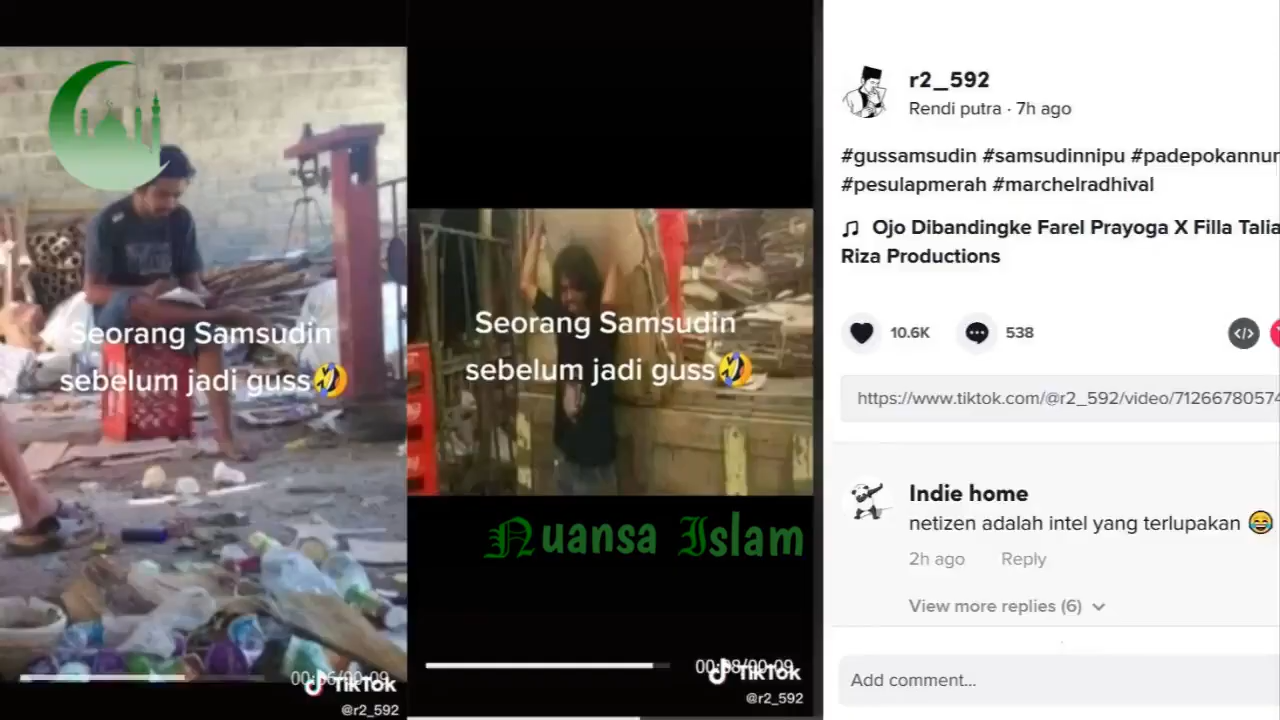 Seorang Samsudin
sebelum jadi guss🤣
TikTok
@r2_592
Seorang Samsudin
sebelum jadi guss🤣
Nuansa Islam
TikTok
@r2_592
r2_592
Rendi putra · 7h ago
#gussamsudin #samsudinnipu #padepokannur
#pesulapmerah #marchelradhival
♫ Ojo Dibandingke Farel Prayoga X Filla Talia
Riza Productions
10.6K
538
https://www.tiktok.com/@r2_592/video/71266780574
Indie home
netizen adalah intel yang terlupakan 😂
2h ago Reply
View more replies (6)
Add comment...